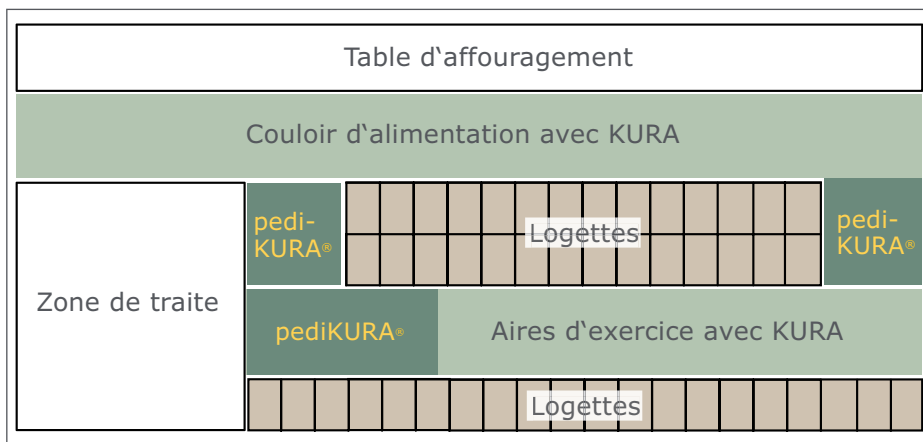 Table d‘affouragement
Couloir d‘alimentation avec KURA
pedi-
KURA®
Logettes
pedi-
KURA®
Zone de traite
pediKURA®
Aires d‘exercice avec KURA
Logettes